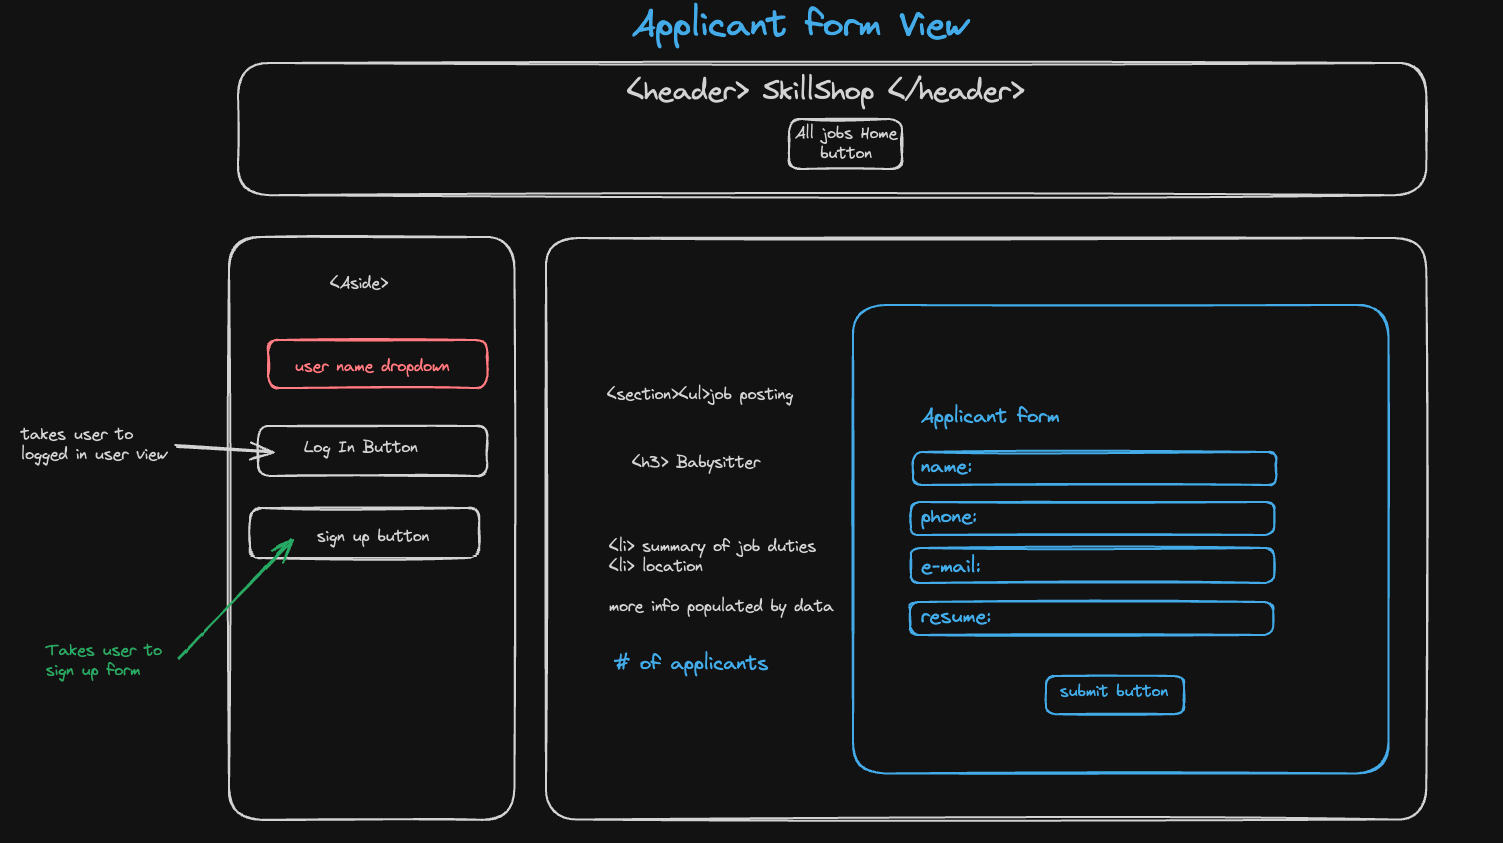 Applicant form View
<header> SkillShop </header>
All jobs Home
button
<Aside>
user name dropdown
takes user to
logged in user view
Log In Button
sign up button
Takes user to
sign up form
<section><ul>job posting
<h3> Babysitter
<li> summary of job duties
<li> location
more info populated by data
# of applicants
Applicant form
name:
phone:
e-mail:
resume:
submit button